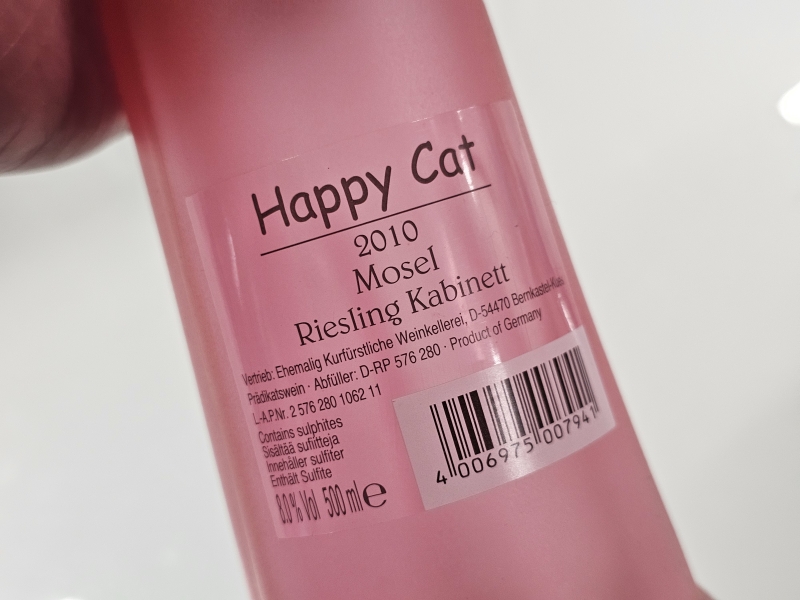 Happy Cat
2010
Mosel
Riesling Kabinett
Vertrieb: Ehemalig Kurfürstliche Weinkellerei, D-54470 Bernkastel-Kues
Prädikatswein · Abfüller: D-RP 576 280 · Product of Germany
L-A.P.Nr. 2 576 280 1062 11
Contains sulphites
Sisältää sulfiitteja
Innehåller sulfiter
Enthält Sulfite
8.0 % Vol 500 ml e
4 006975 007941